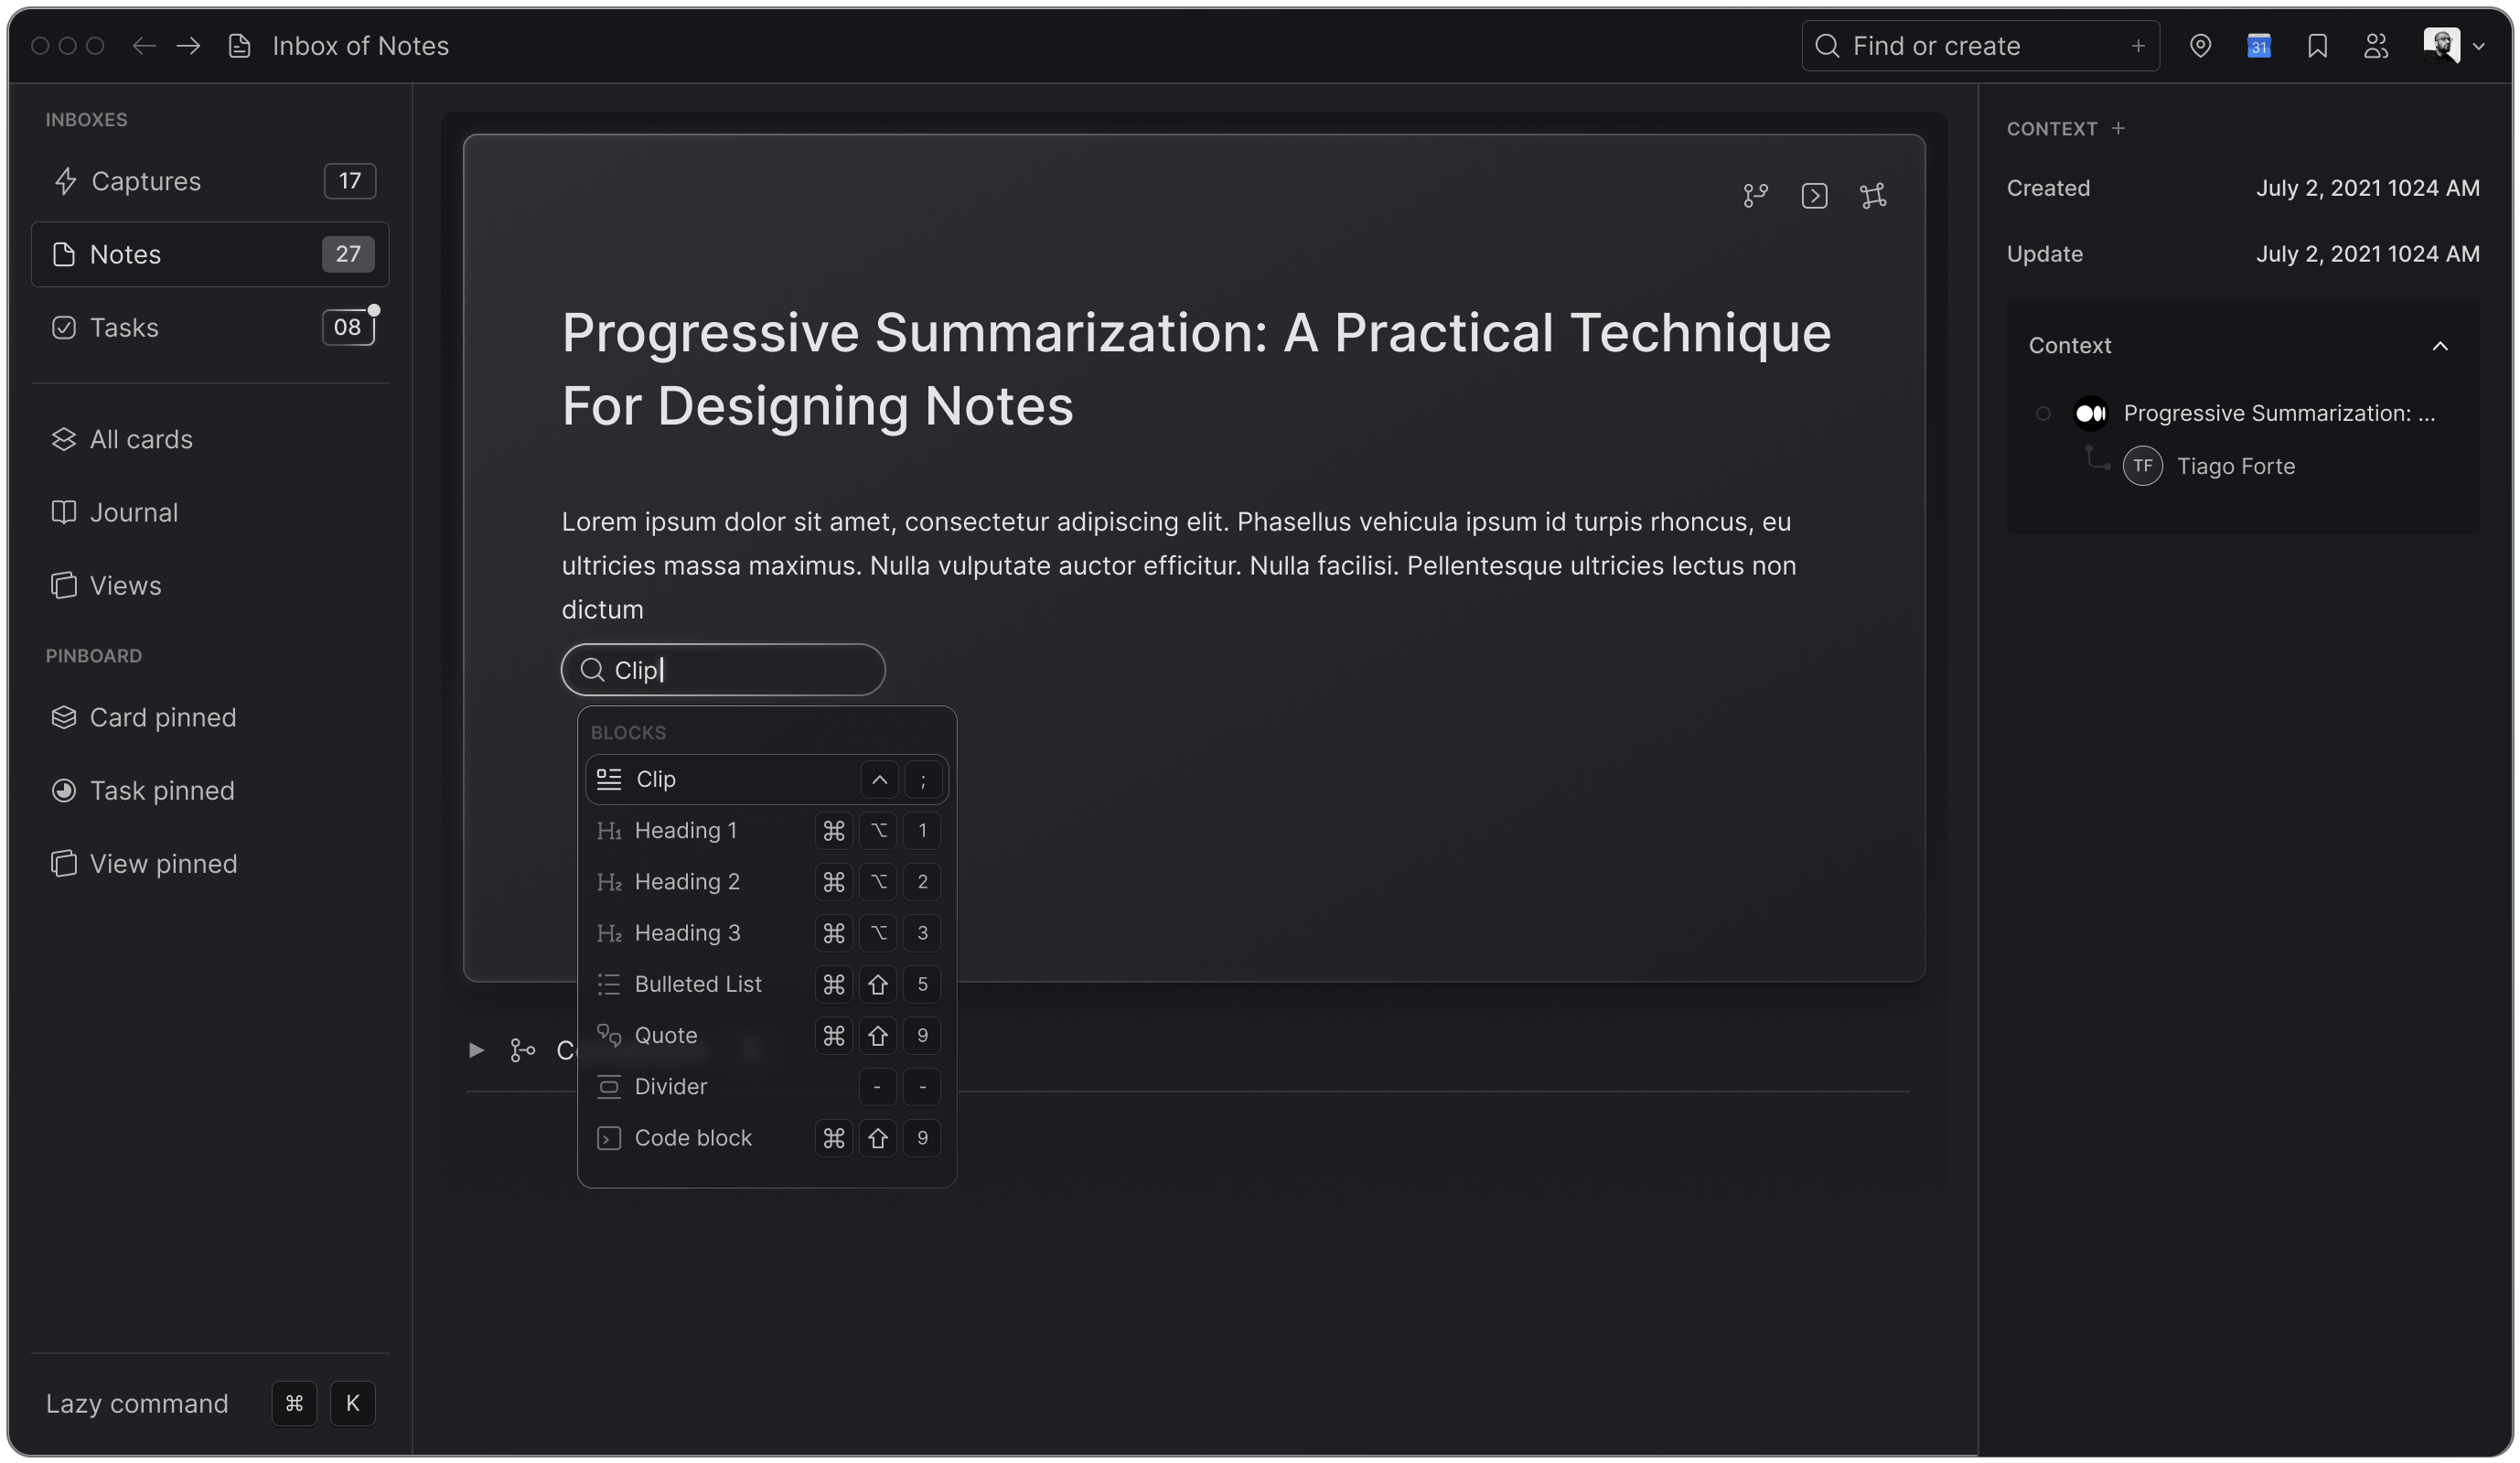 Inbox of Notes
Find or create
31
INBOXES
Captures 17
Notes 27
Tasks 08
All cards
Journal
Views
PINBOARD
Card pinned
Task pinned
View pinned
Lazy command ⌘ K
Progressive Summarization: A Practical Technique
For Designing Notes
Lorem ipsum dolor sit amet, consectetur adipiscing elit. Phasellus vehicula ipsum id turpis rhoncus, eu
ultricies massa maximus. Nulla vulputate auctor efficitur. Nulla facilisi. Pellentesque ultricies lectus non
dictum
Clip
BLOCKS
Clip ^ ;
H1 Heading 1 ⌘ ⌥ 1
H2 Heading 2 ⌘ ⌥ 2
H2 Heading 3 ⌘ ⌥ 3
Bulleted List ⌘ ⇧ 5
Quote ⌘ ⇧ 9
Divider - -
Code block ⌘ ⇧ 9
CONTEXT +
Created July 2, 2021 1024 AM
Update July 2, 2021 1024 AM
Context
Progressive Summarization: ...
TF Tiago Forte